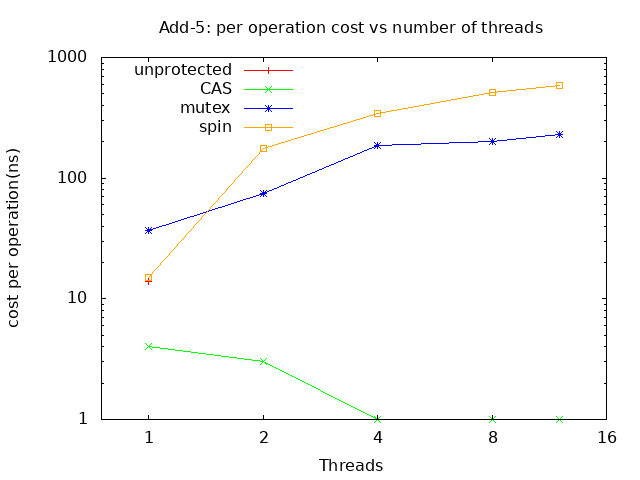 Add-5: per operation cost vs number of threads
1000
100
10
1
cost per operation(ns)
unprotected
CAS
mutex
spin
1 2 4 8 16
Threads